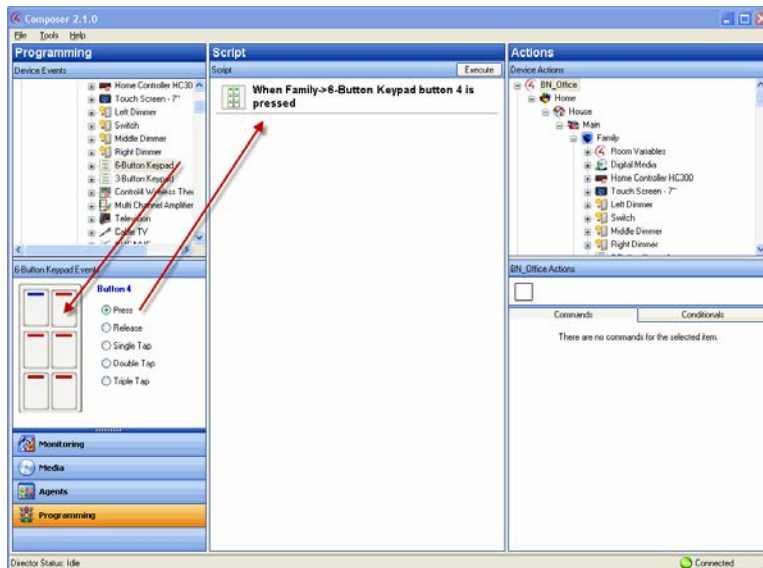 Composer 2.1.0
File Tools Help
Programming
Device Events
Home Controller HC30
Touch Screen - 7"
Left Dimmer
Switch
Middle Dimmer
Right Dimmer
6-Button Keypad
3-Button Keypad
Control4 Wireless Ther
Multi Channel Amplifier
Television
Cable TV
6-Button Keypad Events
Button 4
Press
Release
Single Tap
Double Tap
Triple Tap
Monitoring
Media
Agents
Programming
Script
Script
Execute
When Family->6-Button Keypad button 4 is
pressed
Actions
Device Actions
BN_Office
Home
House
Main
Family
Room Variables
Digital Media
Home Controller HC300
Touch Screen - 7"
Left Dimmer
Switch
Middle Dimmer
Right Dimmer
BN_Office Actions
Commands
Conditionals
There are no commands for the selected item.
Director Status: Idle
Connected